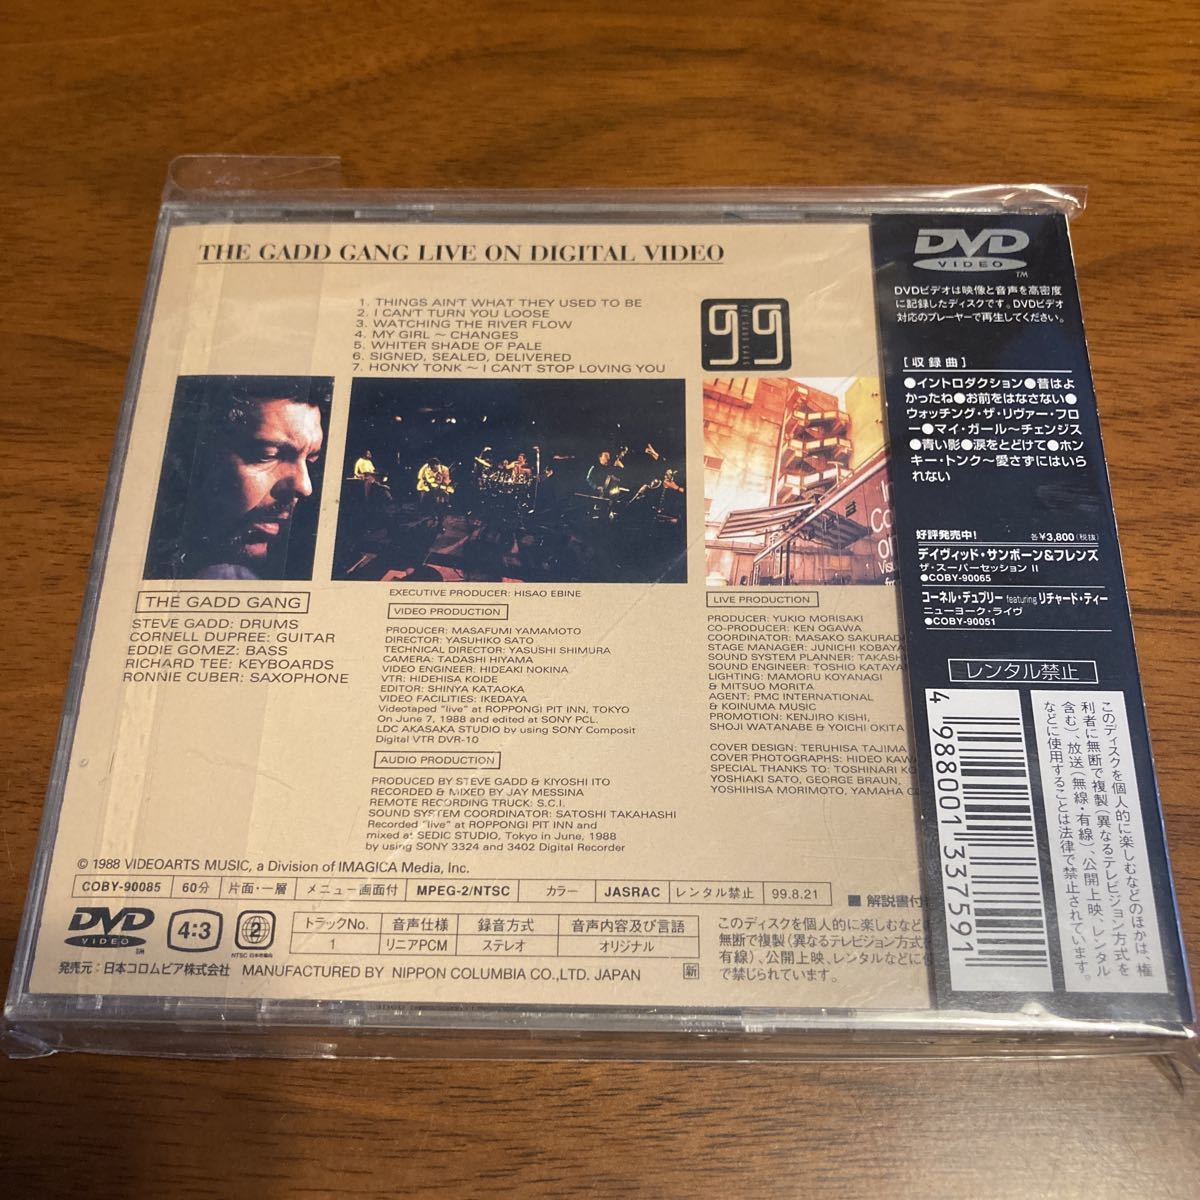 THE GADD GANG LIVE ON DIGITAL VIDEO
1. THINGS AIN'T WHAT THEY USED TO BE
2. I CAN'T TURN YOU LOOSE
3. WATCHING THE RIVER FLOW
4. MY GIRL ~ CHANGES
5. WHITER SHADE OF PALE
6. SIGNED, SEALED, DELIVERED
7. HONKY TONK ~ I CAN'T STOP LOVING YOU
THE GADD GANG
THE GADD GANG
STEVE GADD: DRUMS
CORNELL DUPREE: GUITAR
EDDIE GOMEZ: BASS
RICHARD TEE: KEYBOARDS
RONNIE CUBER: SAXOPHONE
EXECUTIVE PRODUCER: HISAO EBINE
VIDEO PRODUCTION
PRODUCER: MASAFUMI YAMAMOTO
DIRECTOR: YASUHIKO SATO
TECHNICAL DIRECTOR: YASUSHI SHIMURA
CAMERA: TADASHI HIYAMA
VIDEO ENGINEER: HIDEAKI NOKINA
VTR: HIDEHISA KOIDE
EDITOR: SHINYA KATAOKA
VIDEO FACILITIES: IKEDAYA
Videotaped "live" at ROPPONGI PIT INN, TOKYO
On June 7, 1988 and edited at SONY PCL.
LDC AKASAKA STUDIO by using SONY Composit
Digital VTR DVR-10
AUDIO PRODUCTION
PRODUCED BY STEVE GADD & KIYOSHI ITO
RECORDED & MIXED BY JAY MESSINA
REMOTE RECORDING TRUCK: S.C.I.
SOUND SYSTEM COORDINATOR: SATOSHI TAKAHASHI
Recorded "live" at ROPPONGI PIT INN and
mixed at SEDIC STUDIO, Tokyo in June, 1988
by using SONY 3324 and 3402 Digital Recorder
LIVE PRODUCTION
PRODUCER: YUKIO MORISAKI
CO-PRODUCER: KEN OGAWA
COORDINATOR: MASAKO SAKURADA
STAGE MANAGER: JUNICHI KOBAYA
SOUND SYSTEM PLANNER: TAKASH
SOUND ENGINEER: TOSHIO KATAYAM
LIGHTING: MAMORU KOYANAGI
& MITSUO MORITA
AGENT: PMC INTERNATIONAL
& KOINUMA MUSIC
PROMOTION: KENJIRO KISHI,
SHOJI WATANABE & YOICHI OKITA
COVER DESIGN: TERUHISA TAJIMA
COVER PHOTOGRAPHS: HIDEO KAW
SPECIAL THANKS TO: TOSHINARI KO
YOSHIAKI SATO, GEORGE BRAUN,
YOSHIHISA MORIMOTO, YAMAHA C
© 1988 VIDEOARTS MUSIC, a Division of IMAGICA Media, Inc.
COBY-90085 60分 片面・一層 メニュー画面付 MPEG-2/NTSC カラー JASRAC レンタル禁止 99.8.21
■ 解説書付
DVD VIDEO TM
4:3
2
NTSC 日本市場向
トラックNo. 音声仕様 録音方式 音声内容及び言語
1 リニアPCM ステレオ オリジナル
このディスクを個人的に楽しむなど
無断で複製(異なるテレビジョン方式を
有線)、公開上映、レンタルなどに使
で禁じられています。
発売元:日本コロムビア株式会社 MANUFACTURED BY NIPPON COLUMBIA CO.,LTD. JAPAN 新
DVD
VIDEO TM
DVDビデオは映像と音声を高密度
に記録したディスクです。DVDビデオ
対応のプレーヤーで再生してください。
[収録曲]
●イントロダクション●昔はよ
かったね●お前をはなさない●
ウォッチング・ザ・リヴァー・フロ
ー●マイ・ガール〜チェンジス
●青い影●涙をとどけて●ホン
キー・トンク〜愛さずにはいら
れない
好評発売中! 各¥3,800(税抜)
デイヴィッド・サンボーン&フレンズ
ザ・スーパーセッション II
●COBY-90065
コーネル・デュプリー featuring リチャード・ティー
ニューヨーク・ライヴ
●COBY-90051
レンタル禁止
4 988001 337591
このディスクを個人的に楽しむなどのほかは、権
利者に無断で複製(異なるテレビジョン方式を
含む)、放送(無線・有線)、公開上映、レンタル
などに使用することは法律で禁止されています。